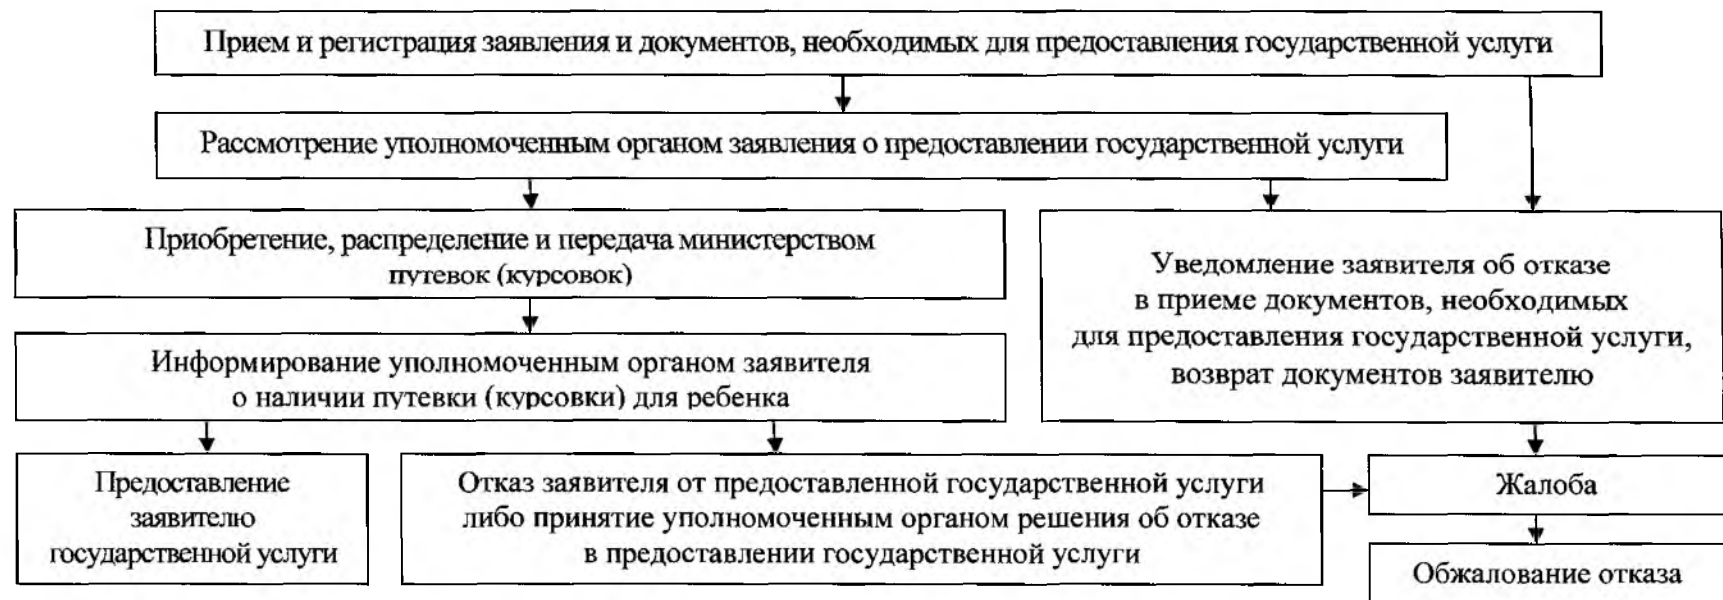 Прием и регистрация заявления и документов, необходимых для предоставления государственной услуги
Рассмотрение уполномоченным органом заявления о предоставлении государственной услуги
Приобретение, распределение и передача министерством
путевок (курсовок)
Уведомление заявителя об отказе
в приеме документов, необходимых
для предоставления государственной услуги,
возврат документов заявителю
Информирование уполномоченным органом заявителя
о наличии путевки (курсовки) для ребенка
Предоставление
заявителю
государственной услуги
Отказ заявителя от предоставленной государственной услуги
либо принятие уполномоченным органом решения об отказе
в предоставлении государственной услуги
Жалоба
Обжалование отказа